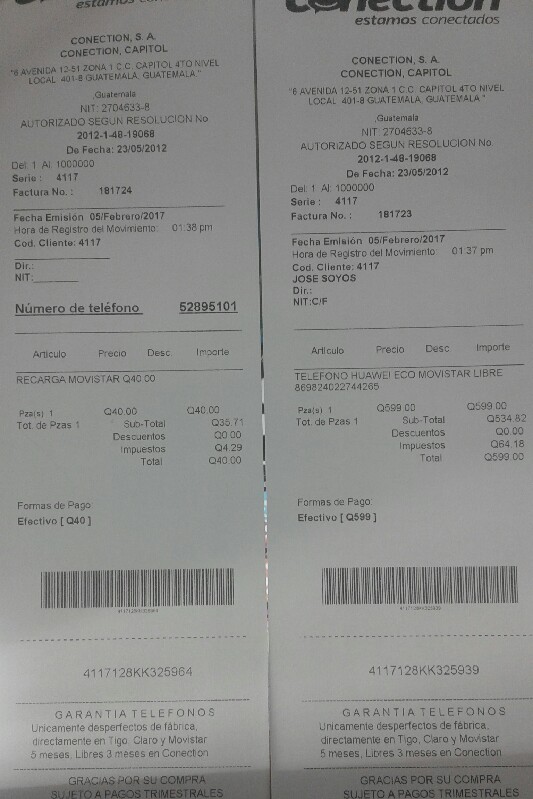 estamos conectados
CONECTION, S. A.
CONECTION, CAPITOL
"6 AVENIDA 12-51 ZONA 1 C.C. CAPITOL 4TO NIVEL
LOCAL 401-8 GUATEMALA, GUATEMALA."
,Guatemala
NIT: 2704633-8
AUTORIZADO SEGUN RESOLUCION No
2012-1-48-19068
De Fecha: 23/05/2012
Del: 1 Al: 1000000
Serie : 4117
Factura No. : 181724
Fecha Emisión 05/Febrero/2017
Hora de Registro del Movimiento: 01:38 pm
Cod. Cliente: 4117
Dir.:
NIT:
Número de teléfono 52895101
Artículo Precio Desc. Importe
RECARGA MOVISTAR Q40.00
Pza(s) 1 Q40.00 Q40.00
Tot. de Pzas 1 Sub-Total Q35.71
Descuentos Q0.00
Impuestos Q4.29
Total Q40.00
Formas de Pago:
Efectivo [ Q40 ]
4117128KK325964
4117128KK325964
GARANTIA TELEFONOS
Unicamente desperfectos de fábrica,
directamente en Tigo, Claro y Movistar
5 meses, Libres 3 meses en Conection
GRACIAS POR SU COMPRA
SUJETO A PAGOS TRIMESTRALES
conection
estamos conectados
CONECTION, S. A.
CONECTION, CAPITOL
"6 AVENIDA 12-51 ZONA 1 C.C. CAPITOL 4TO NIVEL
LOCAL 401-8 GUATEMALA, GUATEMALA."
,Guatemala
NIT: 2704633-8
AUTORIZADO SEGUN RESOLUCION No.
2012-1-48-19068
De Fecha: 23/05/2012
Del: 1 Al: 1000000
Serie : 4117
Factura No. : 181723
Fecha Emisión 05/Febrero/2017
Hora de Registro del Movimiento: 01:37 pm
Cod. Cliente: 4117
JOSE SOYOS
Dir.:
NIT:C/F
Artículo Precio Desc. Importe
TELEFONO HUAWEI ECO MOVISTAR LIBRE
869824022744265
Pza(s) 1 Q599.00 Q599.00
Tot. de Pzas 1 Sub-Total Q534.82
Descuentos Q0.00
Impuestos Q64.18
Total Q599.00
Formas de Pago:
Efectivo [ Q599 ]
4117128KK325939
4117128KK325939
GARANTIA TELEFONOS
Unicamente desperfectos de fábrica,
directamente en Tigo, Claro y Movistar
5 meses, Libres 3 meses en Conection
GRACIAS POR SU COMPRA
SUJETO A PAGOS TRIMESTRALES